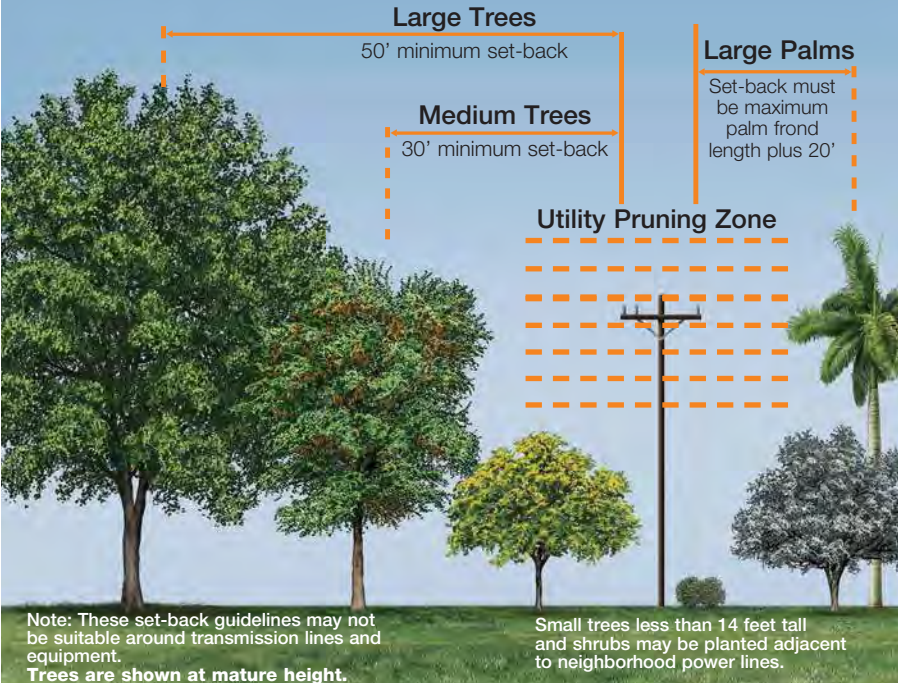 Large Trees
50’ minimum set-back
Medium Trees
30’ minimum set-back
Large Palms
Set-back must
be maximum
palm frond
length plus 20’
Utility Pruning Zone
Note: These set-back guidelines may not
be suitable around transmission lines and
equipment.
Trees are shown at mature height.
Small trees less than 14 feet tall
and shrubs may be planted adjacent
to neighborhood power lines.